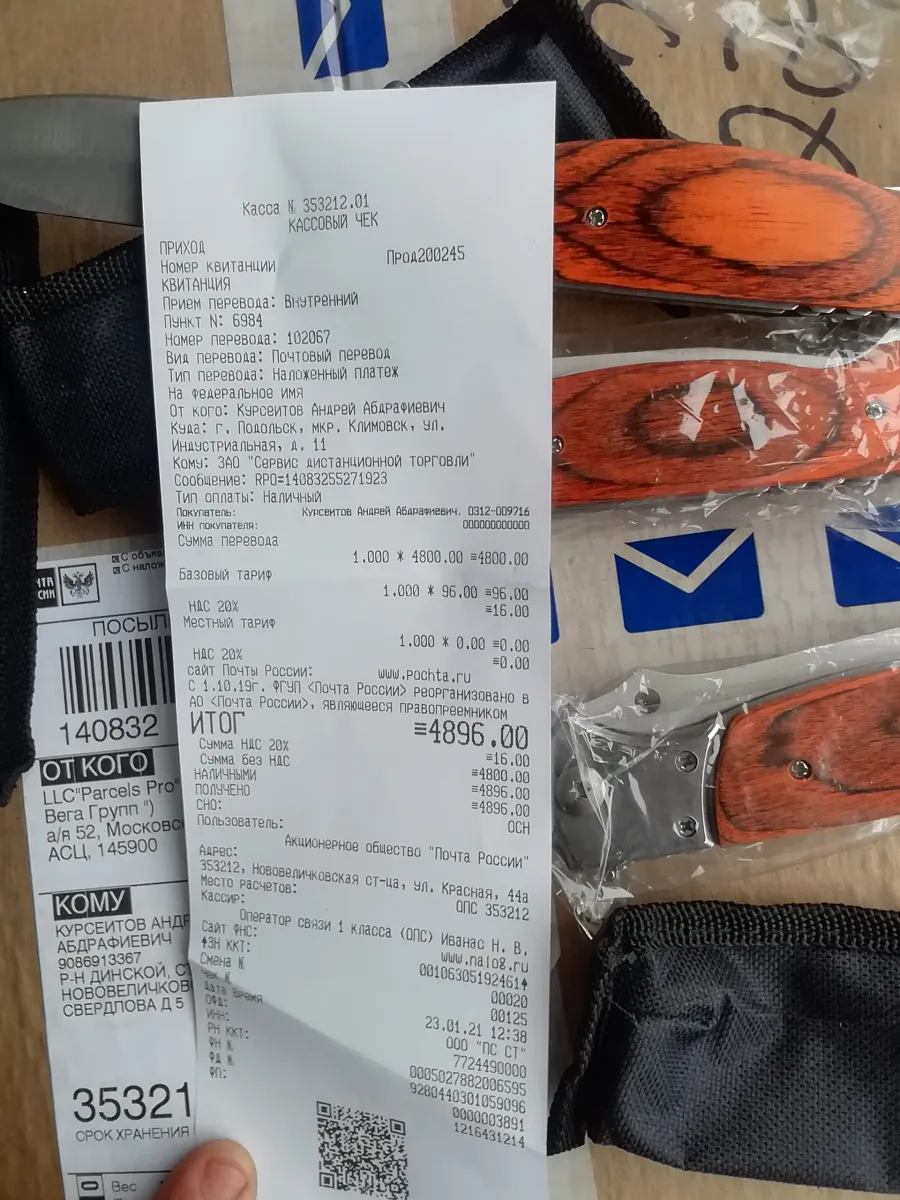 Касса № 353212.01
КАССОВЫЙ ЧЕК
ПРИХОД
Номер квитанции Прод200245
КВИТАНЦИЯ
Прием перевода: Внутренний
Пункт N: 6984
Номер перевода: 102067
Вид перевода: Почтовый перевод
Тип перевода: Наложенный платеж
На федеральное имя
От кого: Курсеитов Андрей Абдрафиевич
Куда: г. Подольск, мкр. Климовск, ул.
Индустриальная, д. 11
Кому: ЗАО "Сервис дистанционной торговли"
Сообщение: RPO=14083255271923
Тип оплаты: Наличный
Покупатель: Курсеитов Андрей Абдрафиевич. 0312-009716
ИНН покупателя: 000000000000
Сумма перевода
1.000 * 4800.00 ≡4800.00
Базовый тариф
1.000 * 96.00 ≡96.00
НДС 20% ≡16.00
Местный тариф
1.000 * 0.00 ≡0.00
НДС 20% ≡0.00
сайт Почты России: www.pochta.ru
С 1.10.19г. ФГУП <Почта России> реорганизовано в
АО <Почта России>, являющееся правопреемником
ИТОГ ≡4896.00
Сумма НДС 20% ≡16.00
Сумма без НДС ≡4800.00
НАЛИЧНЫМИ ≡4896.00
ПОЛУЧЕНО ≡4896.00
СНО: ОСН
Пользователь:
Акционерное общество "Почта России"
Адрес:
353212, Нововеличковская ст-ца, ул. Красная, 44а
Место расчетов: ОПС 353212
Кассир:
Оператор связи 1 класса (ОПС) Иванас Н. В.
Сайт ФНС: www.nalog.ru
ЗН ККТ: 00106305192461
Смена № 00020
Чек № 00125
Дата Время 23.01.21 12:38
ОФД: ООО "ПС СТ"
ИНН: 7724490000
РН ККТ: 0005027882006595
ФН № 9280440301059096
ФД № 0000003891
ФП: 1216431214
С объя
С налож
ЧТА
СИИ
ПОСЫЛ
140832
ОТ КОГО
LLC"Parcels Pro"
Вега Групп ")
а/я 52, Московс
АСЦ, 145900
КОМУ
КУРСЕИТОВ АНДР
АБДРАФИЕВИЧ
9086913367
Р-Н ДИНСКОЙ, СТ
НОВОВЕЛИЧКОВ
СВЕРДЛОВА Д 5
35321
СРОК ХРАНЕНИЯ
Вес